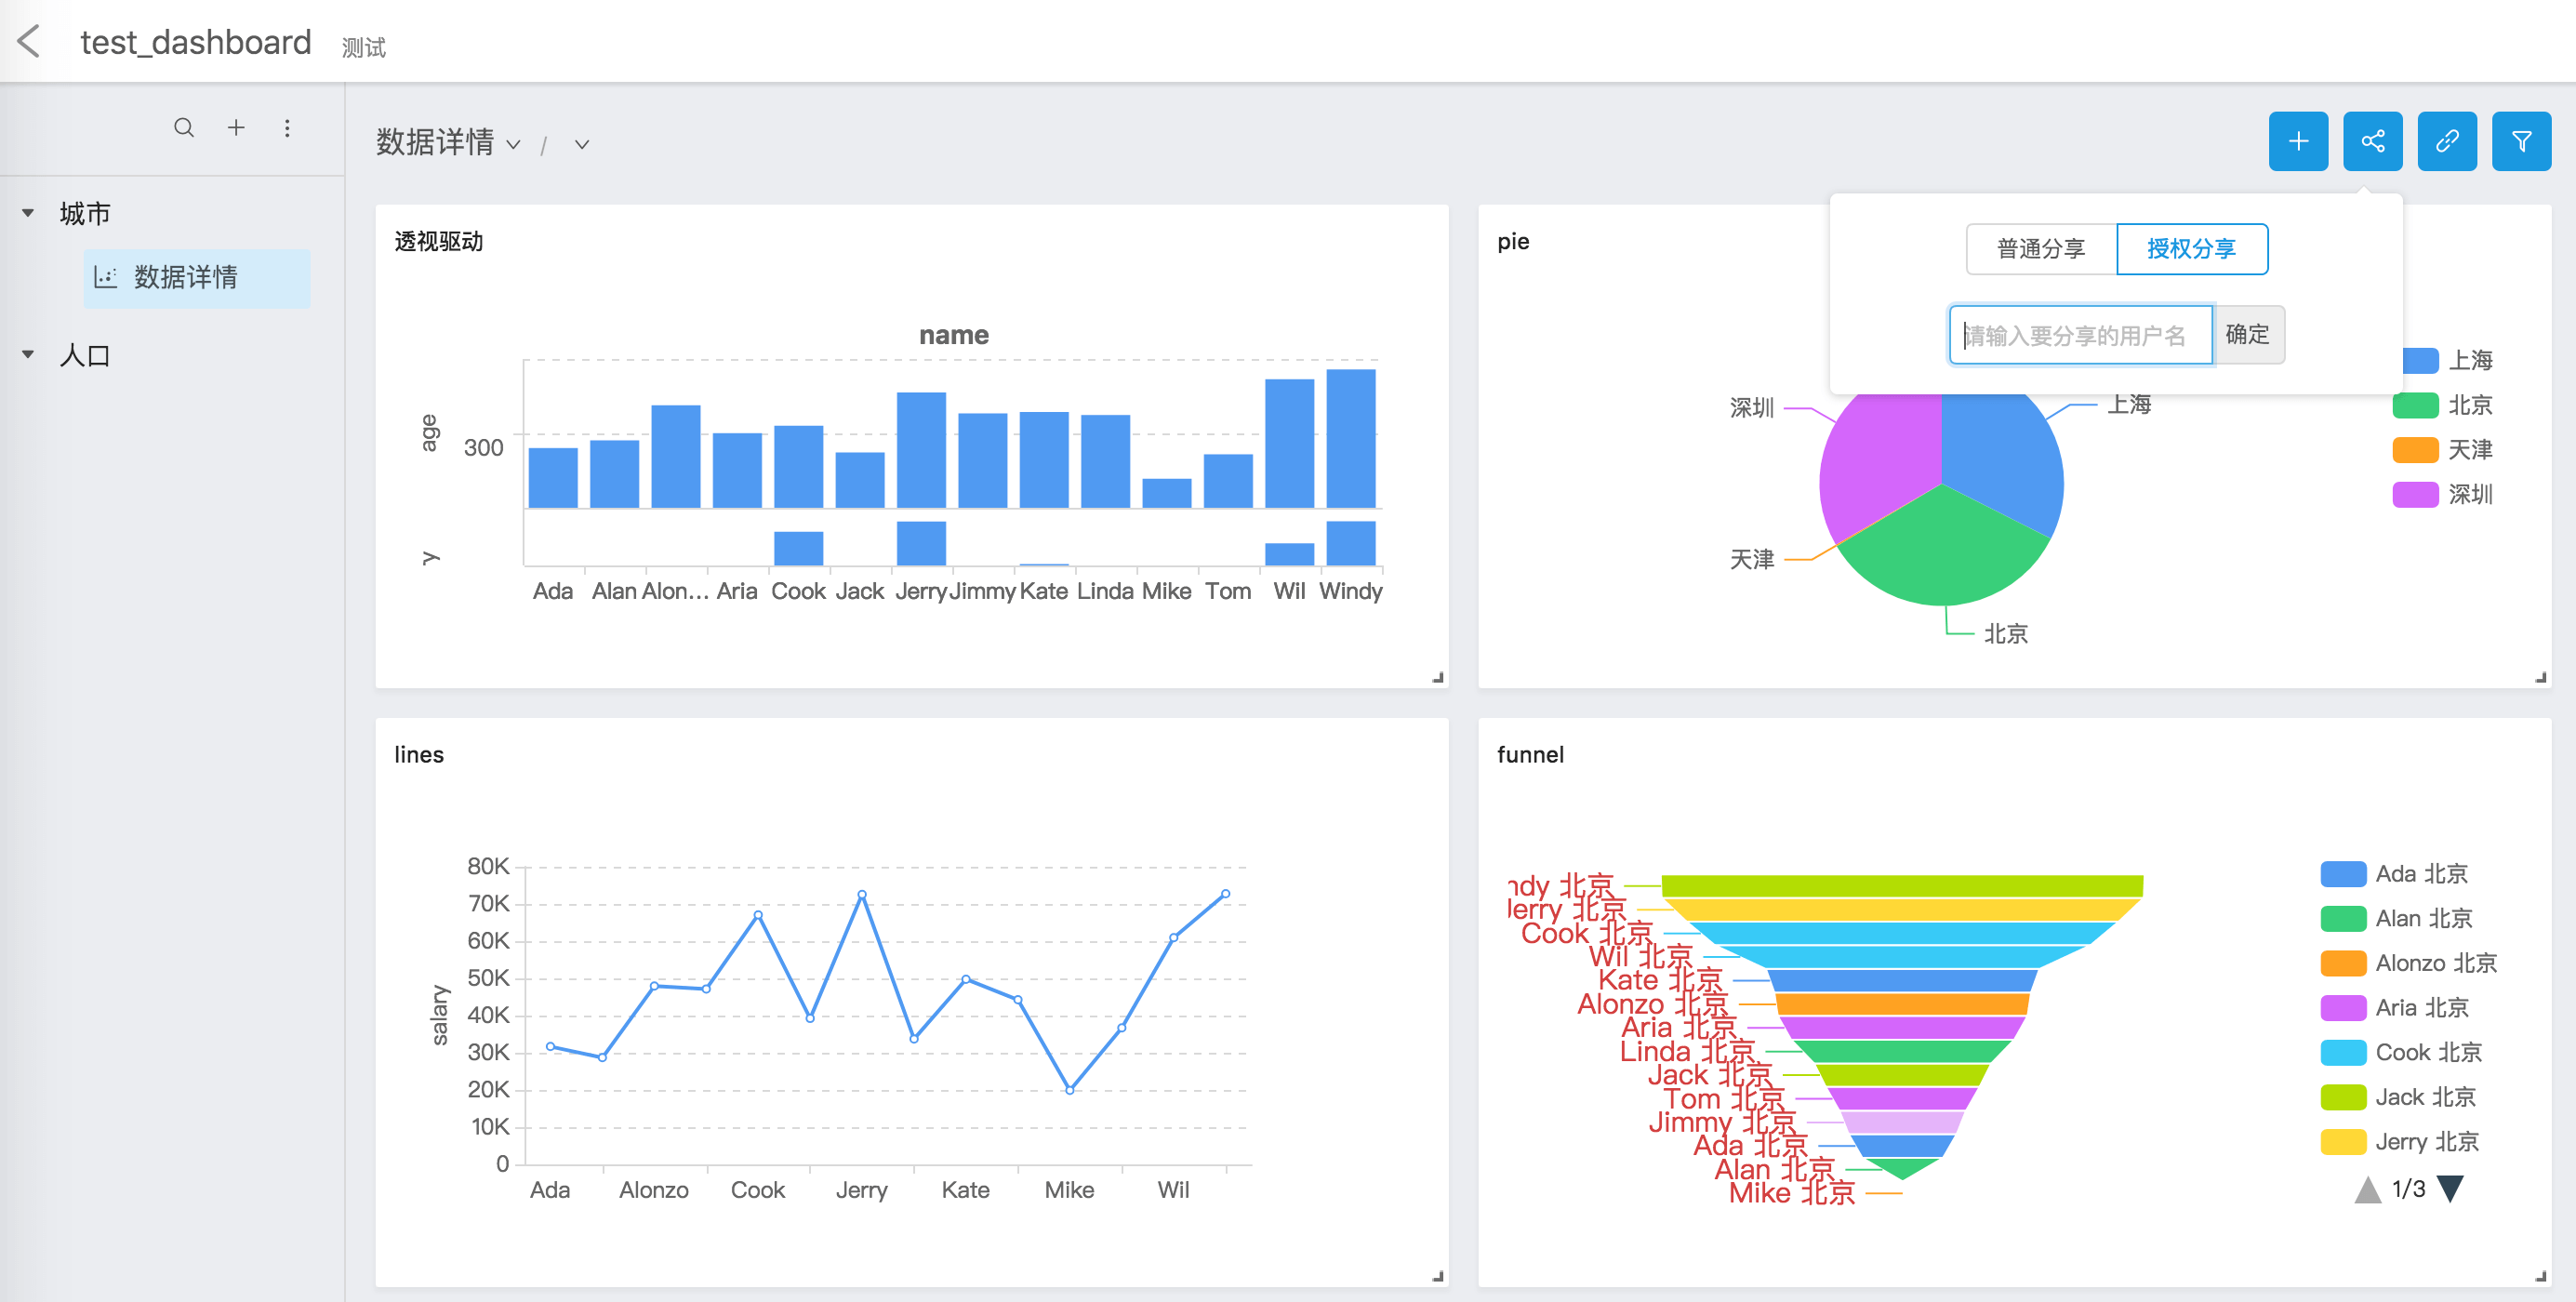 test_dashboard 测试
城市
数据详情
人口
数据详情 /
普通分享 授权分享
请输入要分享的用户名 确定
透视驱动
name
age
300
y
Ada Alan Alon... Aria Cook Jack Jerry Jimmy Kate Linda Mike Tom Wil Windy
pie
深圳
上海
天津
北京
上海
北京
天津
深圳
lines
salary
80K
70K
60K
50K
40K
30K
20K
10K
0
Ada Alonzo Cook Jerry Kate Mike Wil
funnel
ndy 北京
Jerry 北京
Cook 北京
Wil 北京
Kate 北京
Alonzo 北京
Aria 北京
Linda 北京
Jack 北京
Tom 北京
Jimmy 北京
Ada 北京
Alan 北京
Mike 北京
Ada 北京
Alan 北京
Alonzo 北京
Aria 北京
Cook 北京
Jack 北京
Jerry 北京
1/3